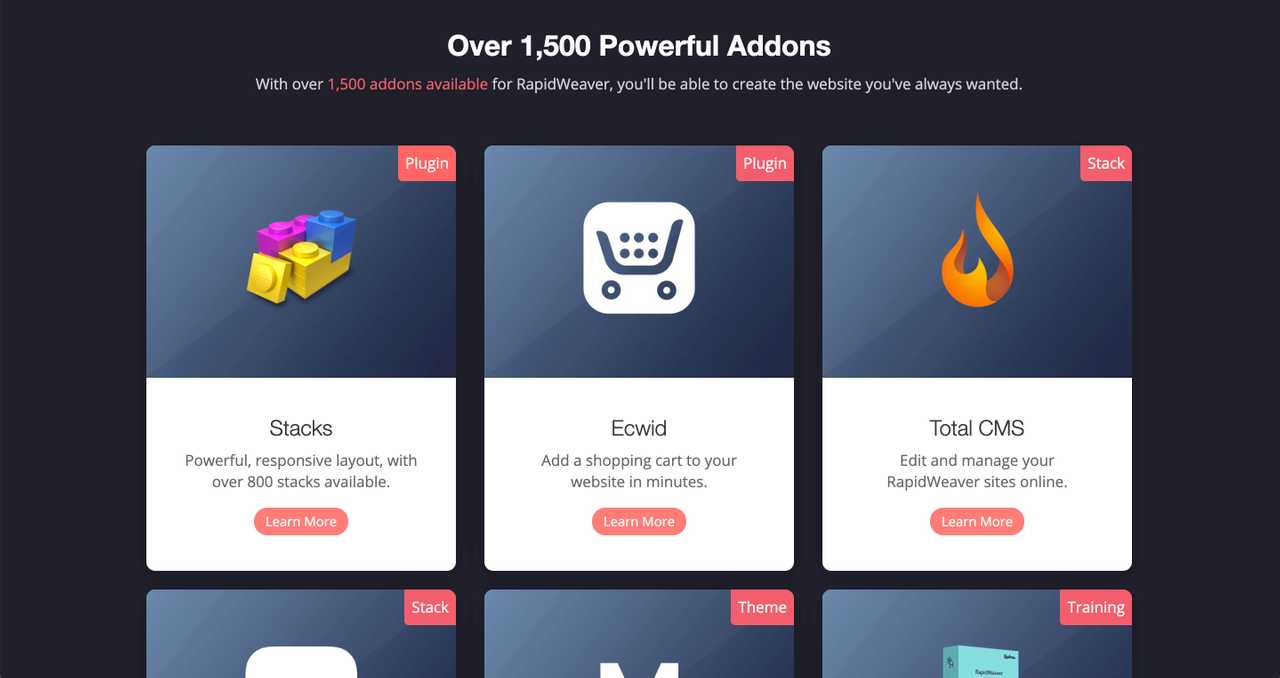 Over 1,500 Powerful Addons
With over 1,500 addons available for RapidWeaver, you'll be able to create the website you've always wanted.
Plugin
Plugin
Stack
Stacks
Powerful, responsive layout, with
over 800 stacks available.
Learn More
Ecwid
Add a shopping cart to your
website in minutes.
Learn More
Total CMS
Edit and manage your
RapidWeaver sites online.
Learn More
Stack
Theme
Training
M
RapidWeaver